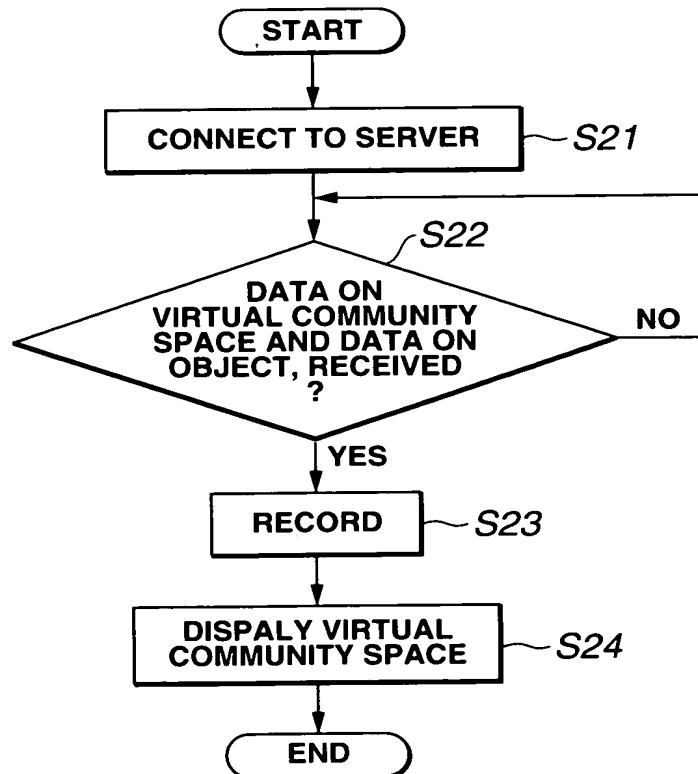 START
CONNECT TO SERVER
S21
S22
DATA ON
VIRTUAL COMMUNITY
SPACE AND DATA ON
OBJECT, RECEIVED
?
NO
YES
RECORD
S23
DISPALY VIRTUAL
COMMUNITY SPACE
S24
END